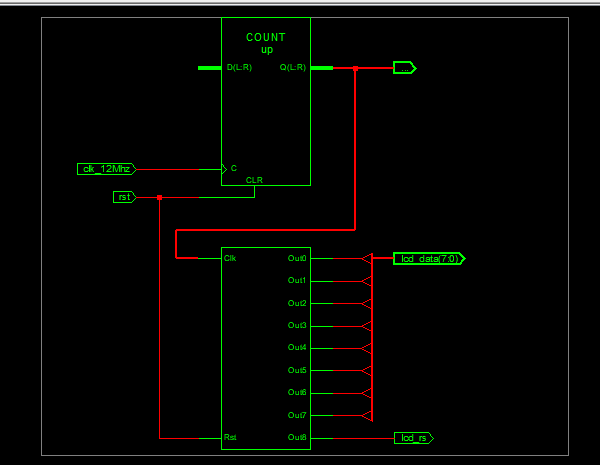 COUNT
up
D(L:R) Q(L:R)
...
clk_12Mhz C
CLR
rst
Clk Out0 lcd_data(7:0)
Out1
Out2
Out3
Out4
Out5
Out6
Out7
Rst Out8 lcd_rs